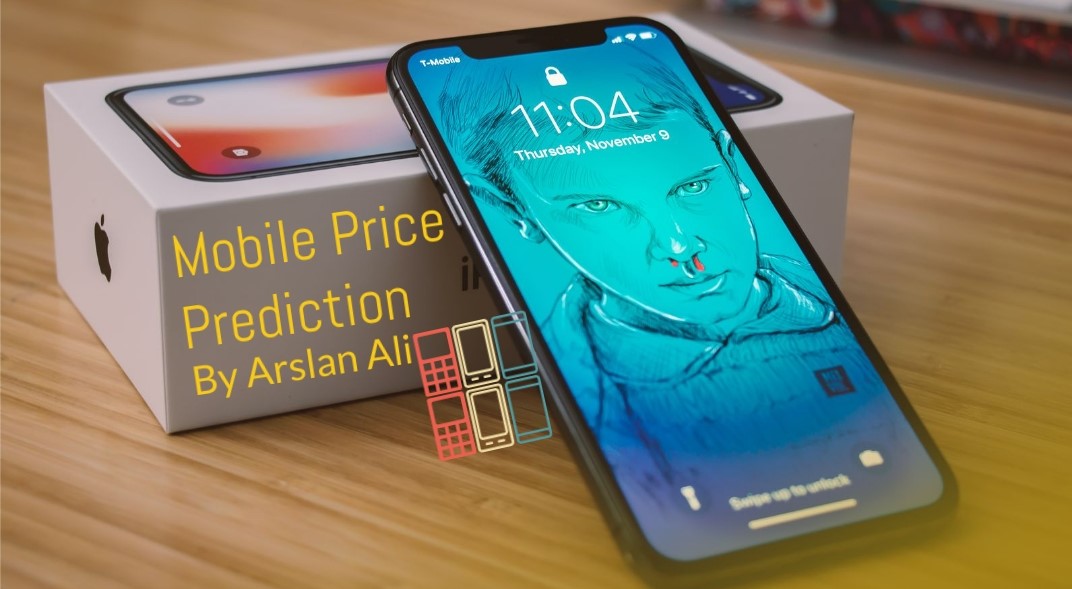 T-Mobile
11:04
Thursday, November 9
Mobile Price
Prediction
By Arslan Ali
Swipe up to unlock